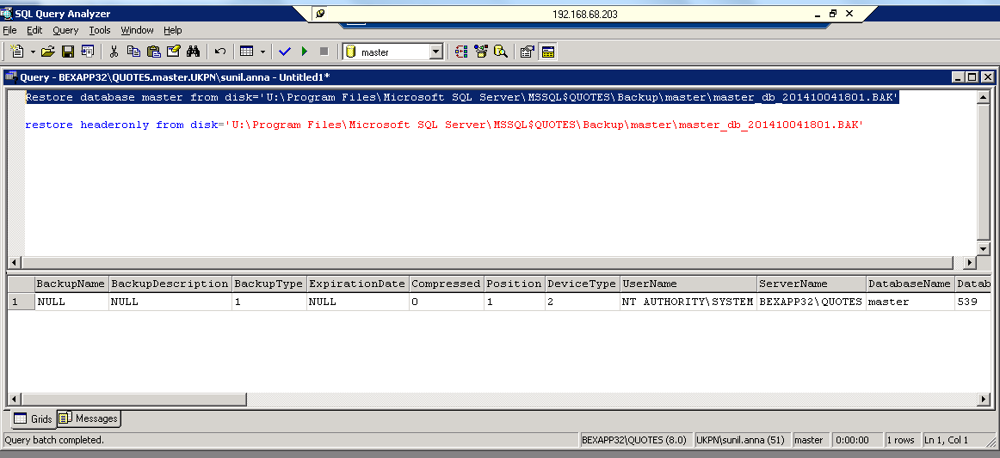 SQL Query Analyzer
192.168.68.203
File Edit Query Tools Window Help
master
Query - BEXAPP32\QUOTES.master.UKPN\sunil.anna - Untitled1*
Restore database master from disk='U:\Program Files\Microsoft SQL Server\MSSQL$QUOTES\Backup\master\master_db_201410041801.BAK'
restore headeronly from disk='U:\Program Files\Microsoft SQL Server\MSSQL$QUOTES\Backup\master\master_db_201410041801.BAK'
BackupName BackupDescription BackupType ExpirationDate Compressed Position DeviceType UserName ServerName DatabaseName Datab
1 NULL NULL 1 NULL 0 1 2 NT AUTHORITY\SYSTEM BEXAPP32\QUOTES master 539
Grids Messages
Query batch completed. BEXAPP32\QUOTES (8.0) UKPN\sunil.anna (51) master 0:00:00 1 rows Ln 1, Col 1